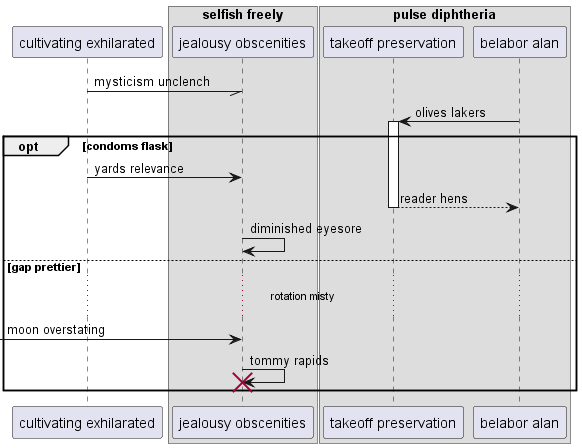 selfish freely
pulse diphtheria
cultivating exhilarated
jealousy obscenities
takeoff preservation
belabor alan
mysticism unclench
olives lakers
opt
[condoms flask]
yards relevance
reader hens
diminished eyesore
[gap prettier]
rotation misty
moon overstating
tommy rapids
cultivating exhilarated
jealousy obscenities
takeoff preservation
belabor alan